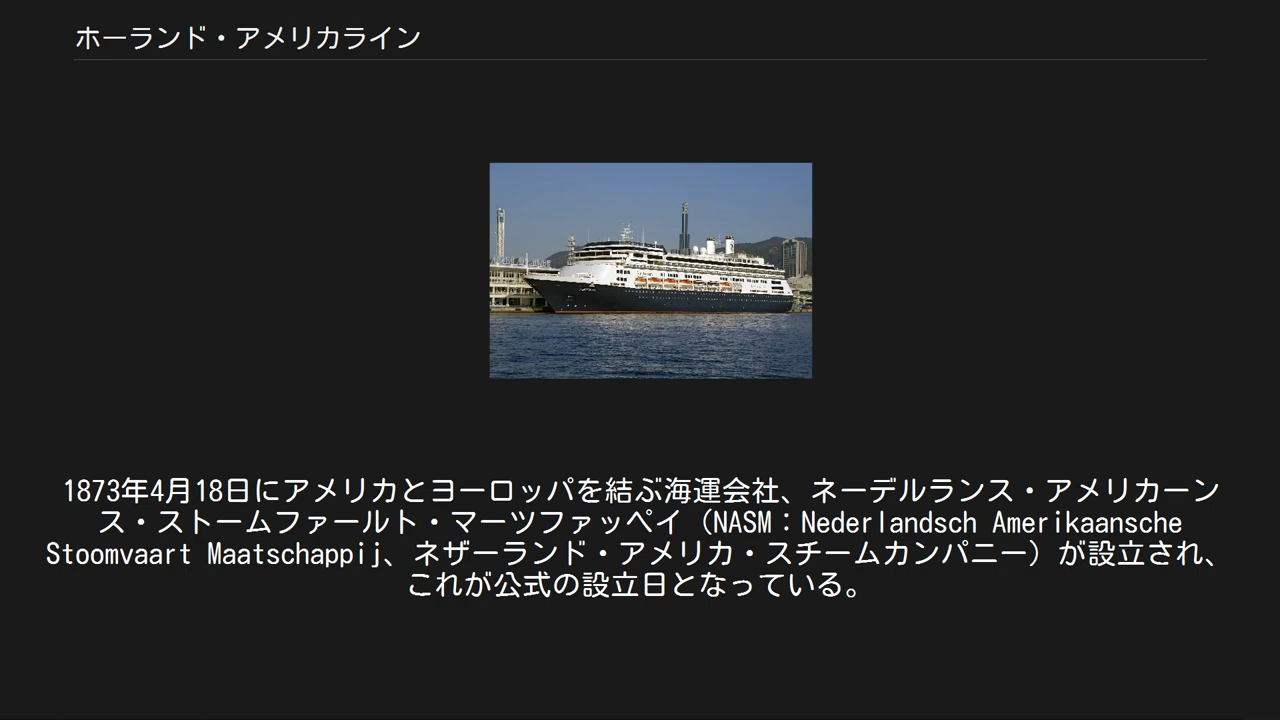 ホーランド・アメリカライン
1873年4月18日にアメリカとヨーロッパを結ぶ海運会社、ネーデルランス・アメリカーン
ス・ストームファールト・マーツファッペイ（NASM：Nederlandsch Amerikaansche
Stoomvaart Maatschappij、ネザーランド・アメリカ・スチームカンパニー）が設立され、
これが公式の設立日となっている。